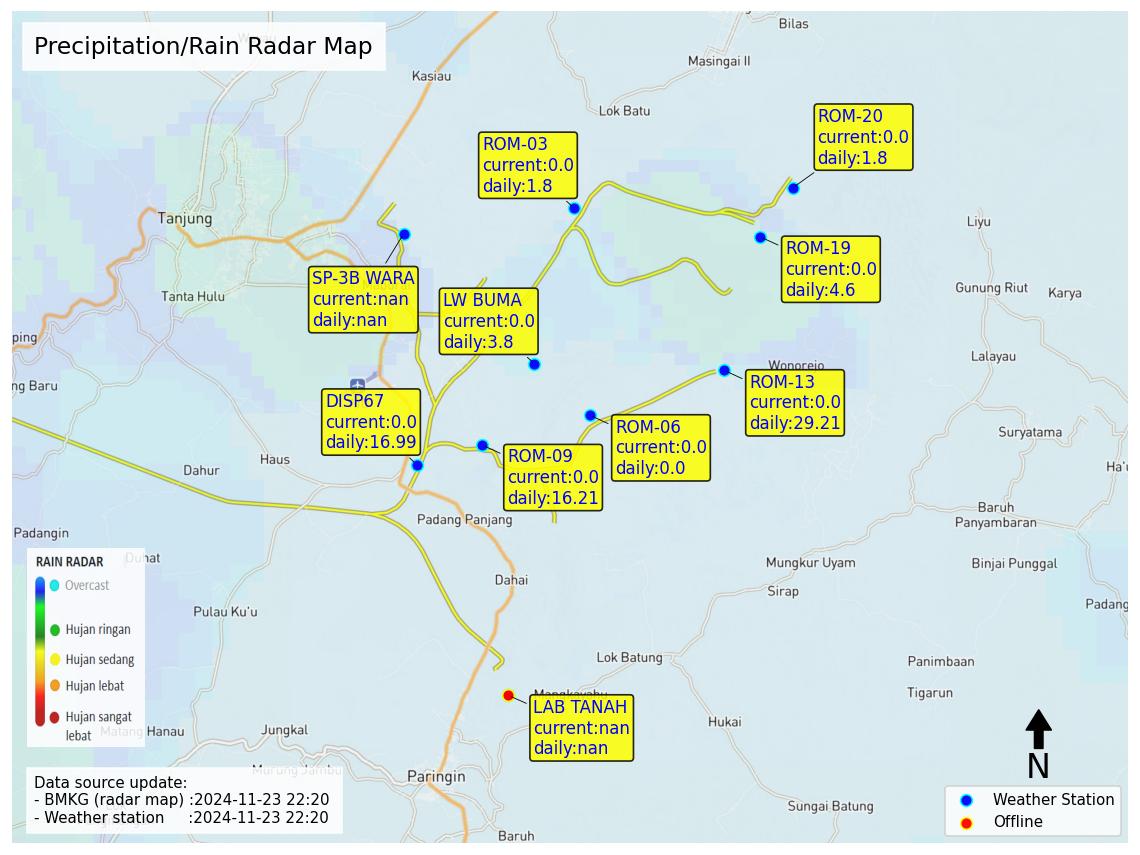 Precipitation/Rain Radar Map
Bilas
Masingai II
Kasiau
Lok Batu
ROM-20
current:0.0
daily:1.8
ROM-03
current:0.0
daily:1.8
Tanjung
Liyu
ROM-19
current:0.0
daily:4.6
SP-3B WARA
current:nan
daily:nan
Tanta Hulu
LW BUMA
current:0.0
daily:3.8
Gunung Riut
Karya
ping
Lalayau
Wonorejo
ng Baru
ROM-13
current:0.0
daily:29.21
DISP67
current:0.0
daily:16.99
ROM-06
current:0.0
daily:0.0
Suryatama
ROM-09
current:0.0
daily:16.21
Haus
Dahur
Ha'u
Baruh
Panyambaran
Padang Panjang
Padangin
Mungkur Uyam
Binjai Punggal
RAIN RADAR
Overcast
Hujan ringan
Hujan sedang
Hujan lebat
Hujan sangat
lebat
Dahai
Sirap
Pulau Ku'u
Padang
Lok Batung
Panimbaan
Tigarun
Mangkayahu
LAB TANAH
current:nan
daily:nan
Hukai
Matang Hanau
Jungkal
Murung Jambu
Paringin
N
Data source update:
- BMKG (radar map) :2024-11-23 22:20
- Weather station :2024-11-23 22:20
Sungai Batung
Baruh
Weather Station
Offline